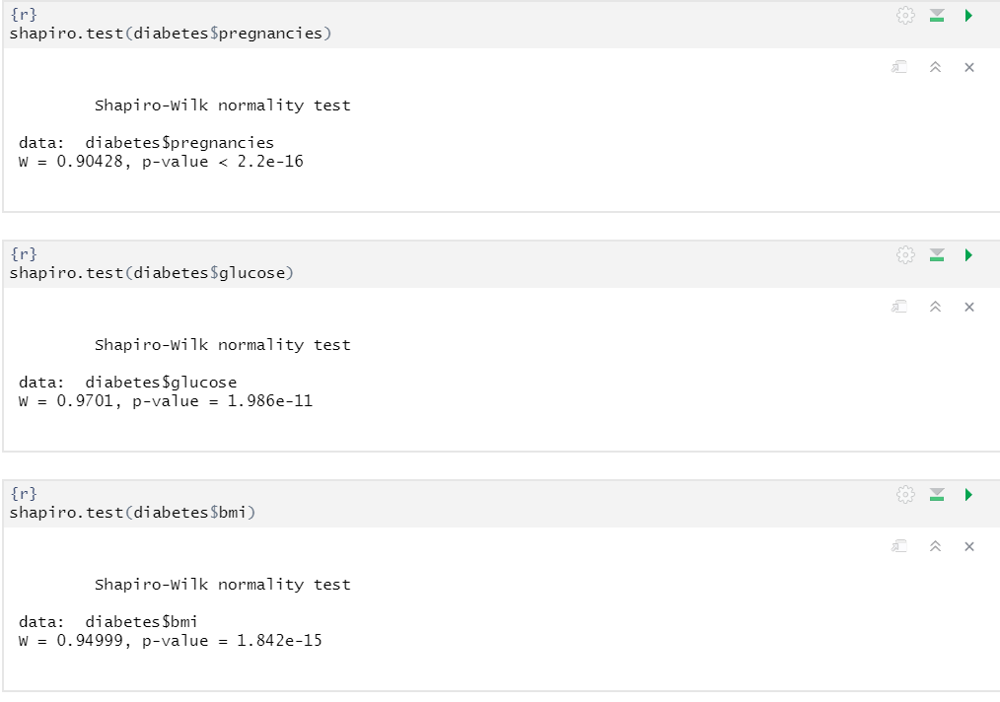 {r}
shapiro.test(diabetes$pregnancies)
Shapiro-Wilk normality test
data:  diabetes$pregnancies
W = 0.90428, p-value < 2.2e-16
{r}
shapiro.test(diabetes$glucose)
Shapiro-Wilk normality test
data:  diabetes$glucose
W = 0.9701, p-value = 1.986e-11
{r}
shapiro.test(diabetes$bmi)
Shapiro-Wilk normality test
data:  diabetes$bmi
W = 0.94999, p-value = 1.842e-15